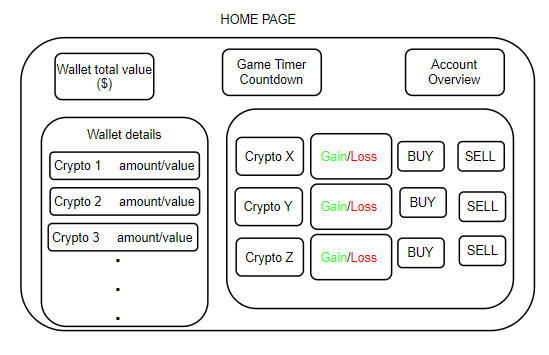 HOME PAGE
Wallet total value
($)
Game Timer
Countdown
Account
Overview
Wallet details
Crypto 1 amount/value
Crypto 2 amount/value
Crypto 3 amount/value
Crypto X Gain/Loss BUY SELL
Crypto Y Gain/Loss BUY SELL
Crypto Z Gain/Loss BUY SELL